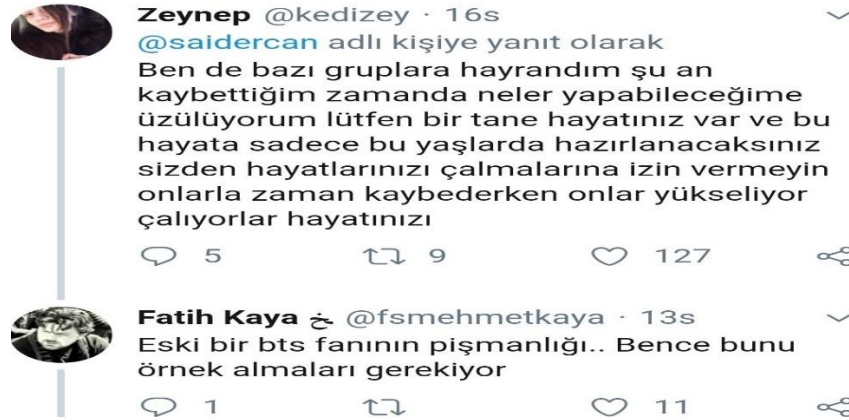 Zeynep @kedizey · 16s
@saidercan adlı kişiye yanıt olarak
Ben de bazı gruplara hayrandım şu an
kaybettiğim zamanda neler yapabileceğime
üzülüyorum lütfen bir tane hayatınız var ve bu
hayata sadece bu yaşlarda hazırlanacaksınız
sizden hayatlarınızı çalmalarına izin vermeyin
onlarla zaman kaybederken onlar yükseliyor
çalıyorlar hayatınızı
5 9 127
Fatih Kaya خ @fsmehmetkaya · 13s
Eski bir bts fanının pişmanlığı.. Bence bunu
örnek almaları gerekiyor
1 11